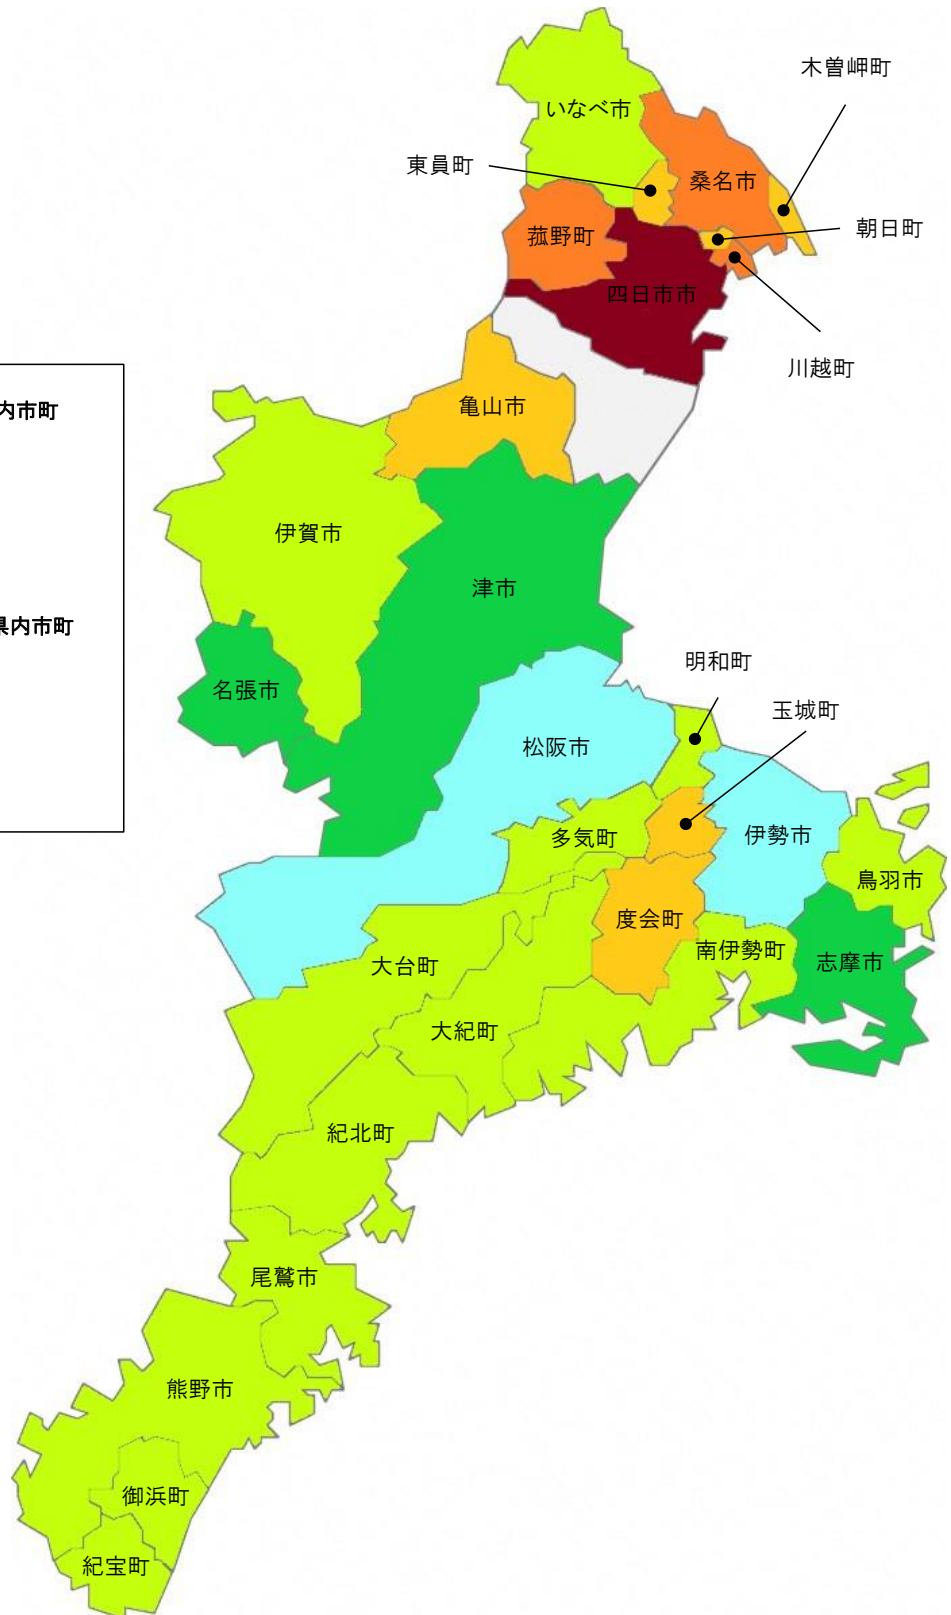 木曽岬町
いなべ市
東員町
桑名市
朝日町
菰野町
四日市市
川越町
内市町
亀山市
伊賀市
津市
県内市町
明和町
名張市
玉城町
松阪市
伊勢市
多気町
鳥羽市
度会町
南伊勢町
志摩市
大台町
大紀町
紀北町
尾鷲市
熊野市
御浜町
紀宝町